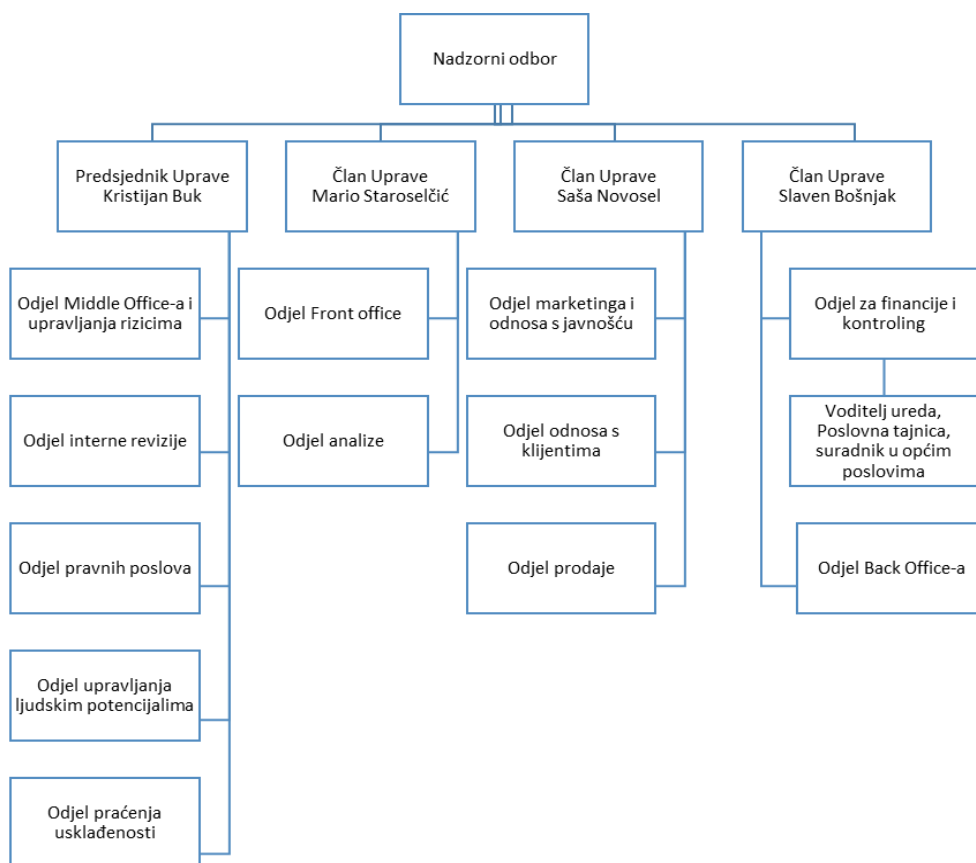 Nadzorni odbor
Predsjednik Uprave
Kristijan Buk
Član Uprave
Mario Staroselčić
Član Uprave
Saša Novosel
Član Uprave
Slaven Bošnjak
Odjel Middle Office-a i
upravljanja rizicima
Odjel Front office
Odjel marketinga i
odnosa s javnošću
Odjel za financije i
kontroling
Odjel interne revizije
Odjel analize
Odjel odnosa s
klijentima
Voditelj ureda,
Poslovna tajnica,
suradnik u općim
poslovima
Odjel pravnih poslova
Odjel prodaje
Odjel Back Office-a
Odjel upravljanja
ljudskim potencijalima
Odjel praćenja
usklađenosti